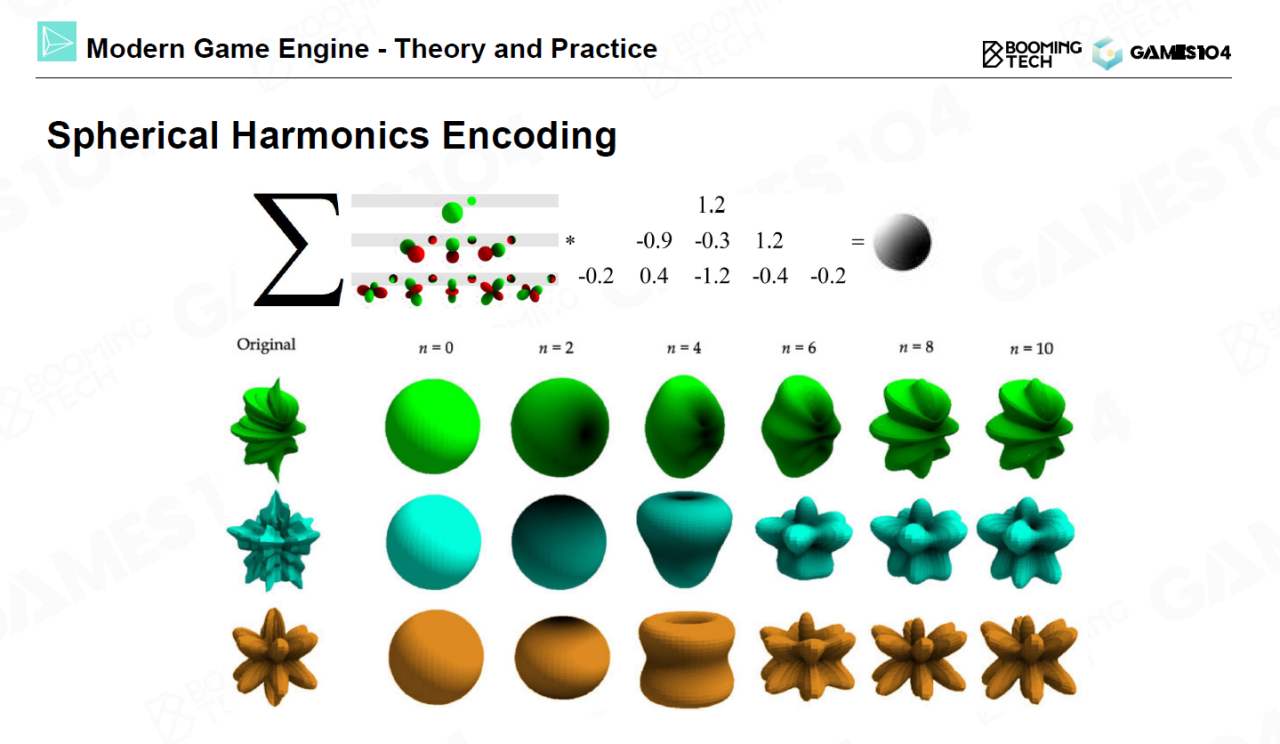 Modern Game Engine - Theory and Practice
BOOMING TECH
GAMES104
Spherical Harmonics Encoding
∑ * 1.2
-0.9 -0.3 1.2 =
-0.2 0.4 -1.2 -0.4 -0.2
Original n = 0 n = 2 n = 4 n = 6 n = 8 n = 10